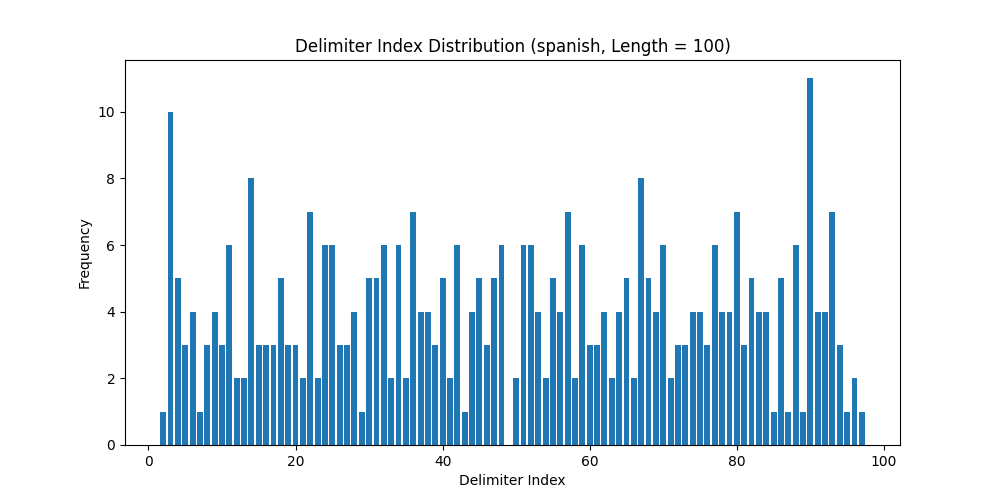 Delimiter Index Distribution (spanish, Length = 100)
Frequency
10
8
6
4
2
0
0 20 40 60 80 100
Delimiter Index